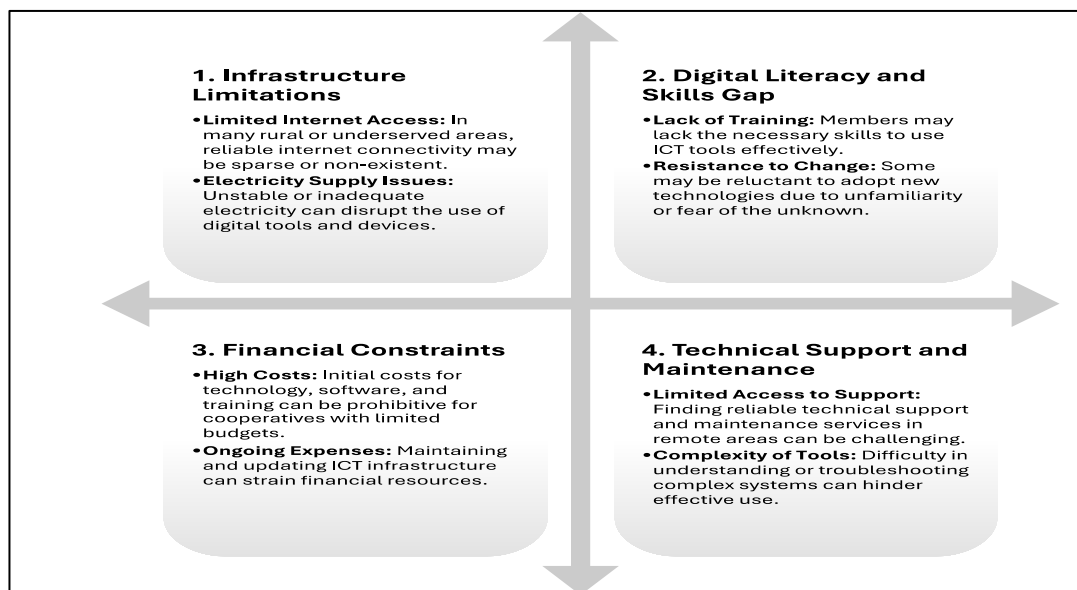 1. Infrastructure
Limitations
•Limited Internet Access: In
many rural or underserved areas,
reliable internet connectivity may
be sparse or non-existent.
•Electricity Supply Issues:
Unstable or inadequate
electricity can disrupt the use of
digital tools and devices.
2. Digital Literacy and
Skills Gap
•Lack of Training: Members may
lack the necessary skills to use
ICT tools effectively.
•Resistance to Change: Some
may be reluctant to adopt new
technologies due to unfamiliarity
or fear of the unknown.
3. Financial Constraints
•High Costs: Initial costs for
technology, software, and
training can be prohibitive for
cooperatives with limited
budgets.
•Ongoing Expenses: Maintaining
and updating ICT infrastructure
can strain financial resources.
4. Technical Support and
Maintenance
•Limited Access to Support:
Finding reliable technical support
and maintenance services in
remote areas can be challenging.
•Complexity of Tools: Difficulty in
understanding or troubleshooting
complex systems can hinder
effective use.